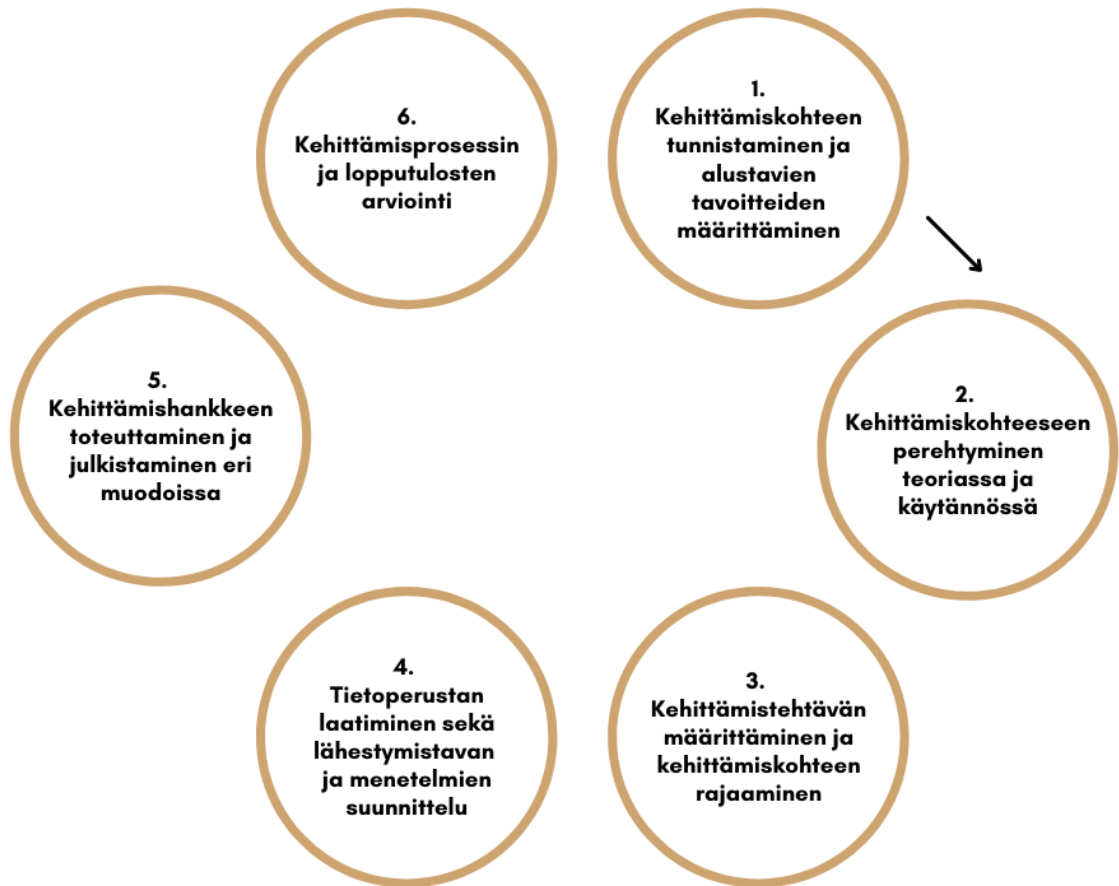 1.
Kehittämiskohteen
tunnistaminen ja
alustavien
tavoitteiden
määrittäminen
2.
Kehittämiskohteeseen
perehtyminen
teoriassa ja
käytännössä
3.
Kehittämistehtävän
määrittäminen ja
kehittämiskohteen
rajaaminen
4.
Tietoperustan
laatiminen sekä
lähestymistavan
ja menetelmien
suunnittelu
5.
Kehittämishankkeen
toteuttaminen ja
julkistaminen eri
muodoissa
6.
Kehittämisprosessin
ja lopputulosten
arviointi